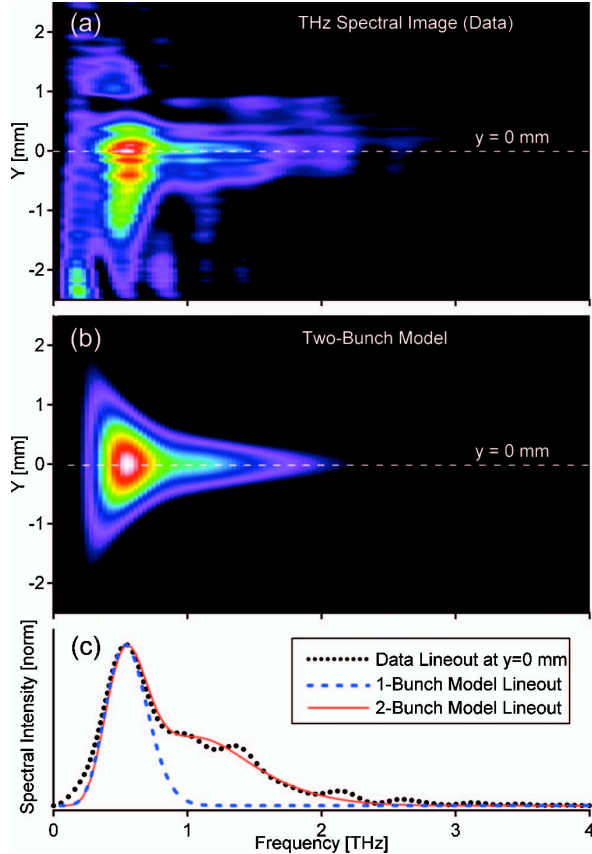 (a)
THz Spectral Image (Data)
2
1
0
-1
-2
Y [mm]
y = 0 mm
(b)
Two-Bunch Model
2
1
0
-1
-2
Y [mm]
y = 0 mm
(c)
Data Lineout at y=0 mm
1-Bunch Model Lineout
2-Bunch Model Lineout
Spectral Intensity [norm]
0
1
2
3
4
Frequency [THz]